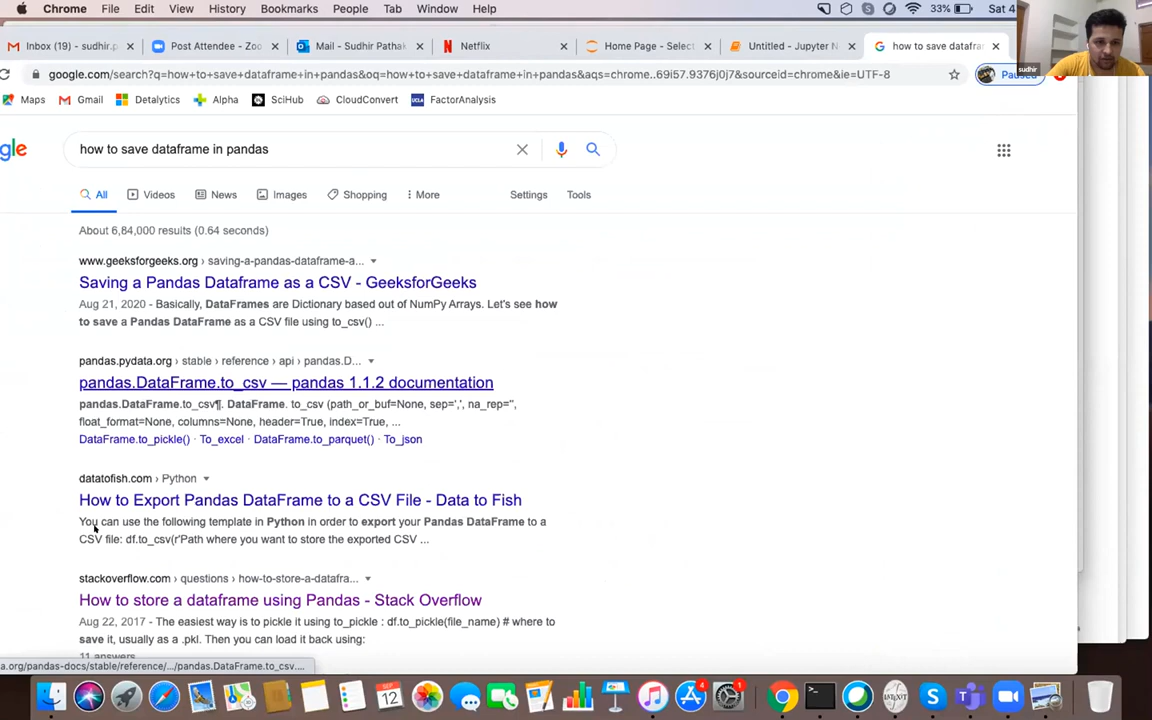 Chrome File Edit View History Bookmarks People Tab Window Help 33% Sat 4
Inbox (19) - sudhir.p Post Attendee - Zoo Mail - Sudhir Pathak Netflix Home Page - Select Untitled - Jupyter N how to save datafran
sudhir
google.com/search?q=how+to+save+dataframe+in+pandas&oq=how+to+save+dataframe+in+pandas&aqs=chrome..69i57.9376j0j7&sourceid=chrome&ie=UTF-8
Maps Gmail Detalytics Alpha SciHub CloudConvert UCLA FactorAnalysis
gle how to save dataframe in pandas
All Videos News Images Shopping More Settings Tools
About 6,84,000 results (0.64 seconds)
www.geeksforgeeks.org › saving-a-pandas-dataframe-a...
Saving a Pandas Dataframe as a CSV - GeeksforGeeks
Aug 21, 2020 - Basically, DataFrames are Dictionary based out of NumPy Arrays. Let's see how
to save a Pandas DataFrame as a CSV file using to_csv() ...
pandas.pydata.org › stable › reference › api › pandas.D...
pandas.DataFrame.to_csv — pandas 1.1.2 documentation
pandas.DataFrame.to_csv¶. DataFrame. to_csv (path_or_buf=None, sep=',', na_rep='',
float_format=None, columns=None, header=True, index=True, ...
DataFrame.to_pickle() · To_excel · DataFrame.to_parquet() · To_json
datatofish.com › Python
How to Export Pandas DataFrame to a CSV File - Data to Fish
You can use the following template in Python in order to export your Pandas DataFrame to a
CSV file: df.to_csv(r'Path where you want to store the exported CSV ...
stackoverflow.com › questions › how-to-store-a-datafra...
How to store a dataframe using Pandas - Stack Overflow
Aug 22, 2017 - The easiest way is to pickle it using to_pickle : df.to_pickle(file_name) # where to
save it, usually as a .pkl. Then you can load it back using:
11 answers
a.org/pandas-docs/stable/reference/.../pandas.DataFrame.to_csv....
SEP
12
4
1